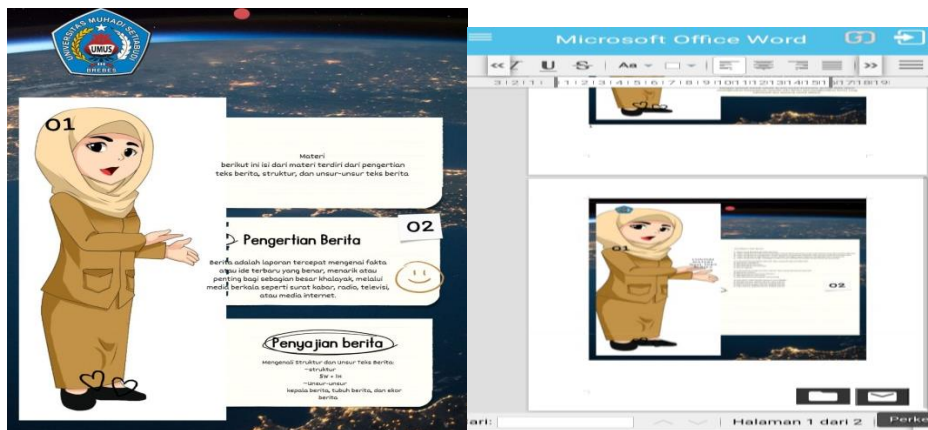 UNIVERSITAS MUHADI SETIABUDI
UMUS
BREBES
01
Materi
berikut ini isi dari materi terdiri dari pengertian
teks berita, struktur, dan unsur-unsur teks berita
02
Pengertian Berita
Berita adalah laporan tercepat mengenai fakta
atau ide terbaru yang benar, menarik atau
penting bagi sebagian besar khalayak, melalui
media berkala seperti surat kabar, radio, televisi,
atau media internet.
Penyajian berita
Mengenali Struktur dan Unsur Teks Berita:
-struktur
5W + 1H
-Unsur-unsur
kepala berita, tubuh berita, dan ekor
berita
Microsoft Office Word
U S Aa
01
02
ari:
Halaman 1 dari 2
Perke